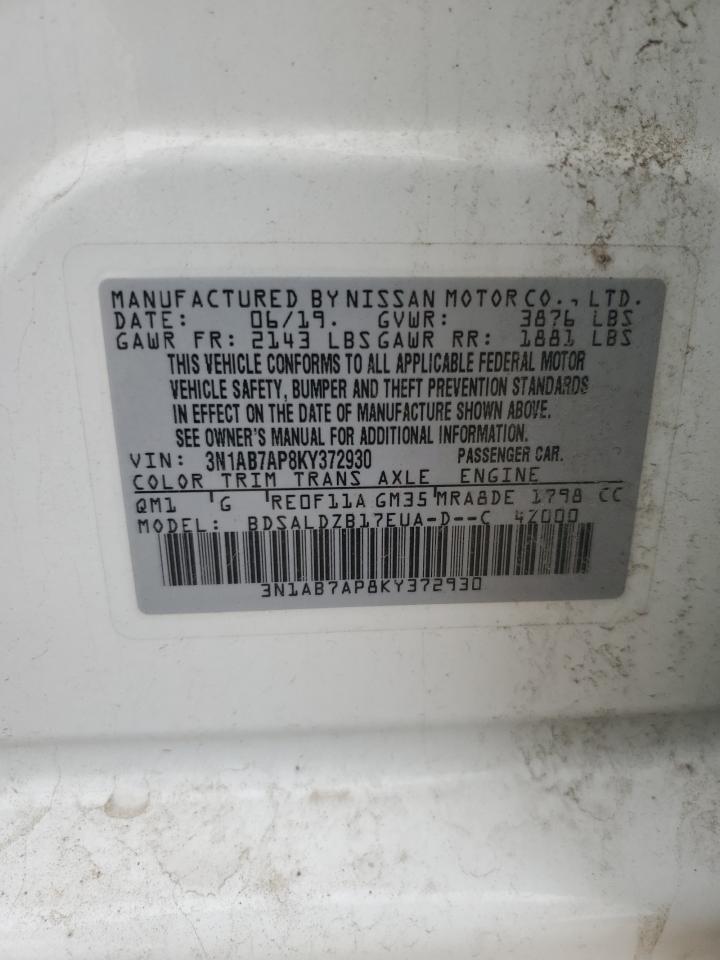 MANUFACTURED BY NISSAN MOTOR CO., LTD.
DATE: 06/19. GVWR: 3876 LBS
GAWR FR: 2143 LBS GAWR RR: 1881 LBS
THIS VEHICLE CONFORMS TO ALL APPLICABLE FEDERAL MOTOR
VEHICLE SAFETY, BUMPER AND THEFT PREVENTION STANDARDS
IN EFFECT ON THE DATE OF MANUFACTURE SHOWN ABOVE.
SEE OWNER'S MANUAL FOR ADDITIONAL INFORMATION.
VIN: 3N1AB7AP8KY372930 PASSENGER CAR.
COLOR TRIM TRANS AXLE ENGINE
QM1 G RE0F11A GM35 MRA8DE 1798 CC
MODEL: BDSALDZB17EUA-D--C 4Z000
3N1AB7AP8KY372930